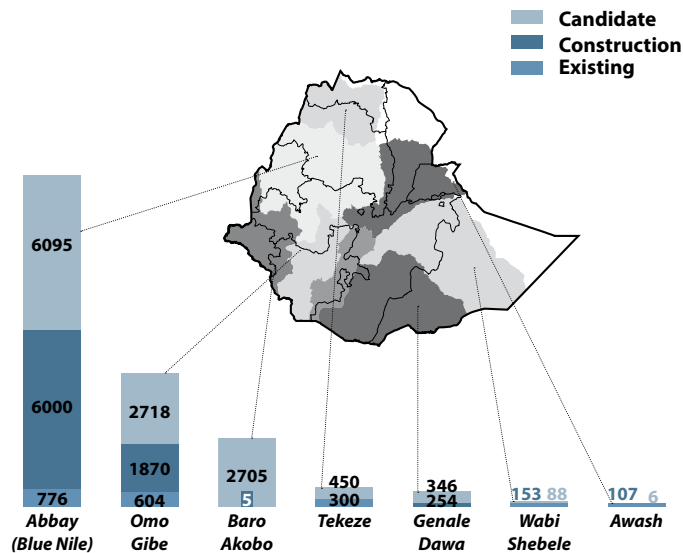 Candidate
Construction
Existing
6095
6000
776
2718
1870
604
2705
5
450
300
346
254
153 88
107 6
Abbay
(Blue Nile)
Omo
Gibe
Baro
Akobo
Tekeze
Genale
Dawa
Wabi
Shebele
Awash